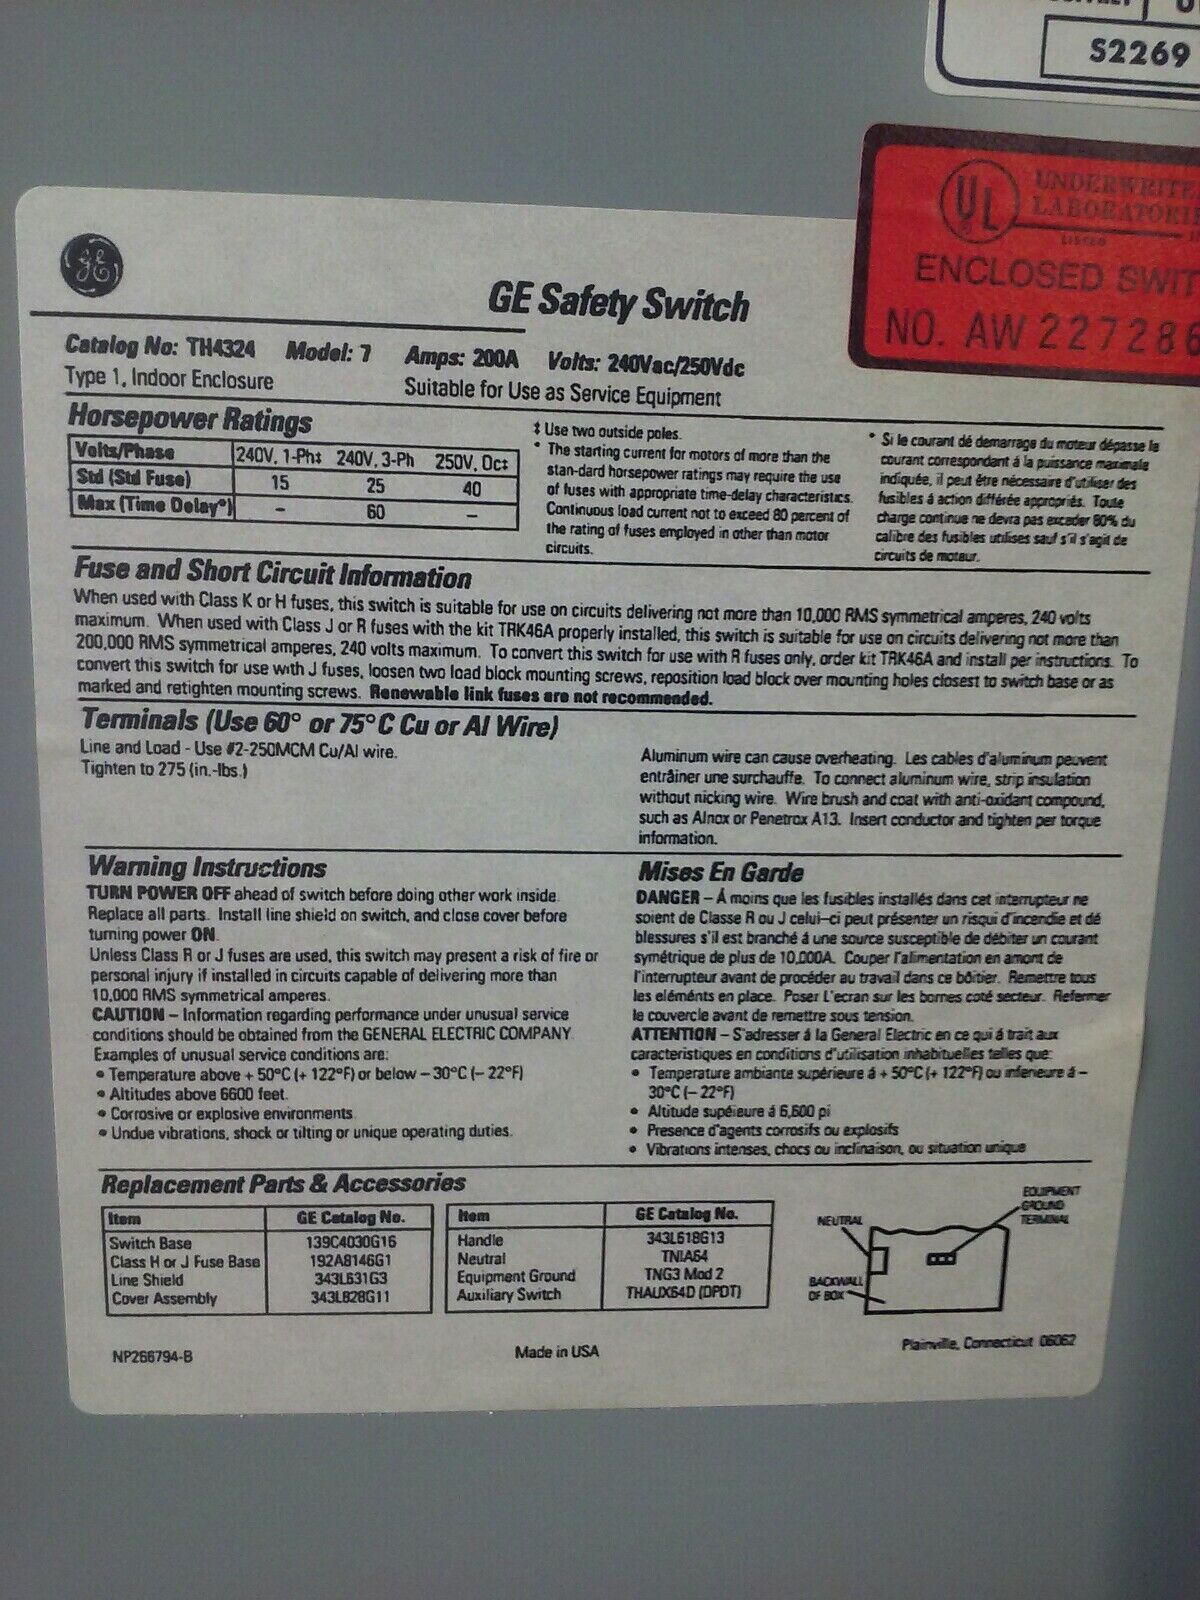 S2269
UL
UNDERWRITE
LABORATORI
LISTED
ENCLOSED SWIT
NO. AW 227286
GE
GE Safety Switch
Catalog No: TH4324 Model: 7 Amps: 200A Volts: 240Vac/250Vdc
Type 1, Indoor Enclosure Suitable for Use as Service Equipment
Horsepower Ratings
Volts/Phase 240V, 1-Ph‡ 240V, 3-Ph 250V, Dc‡
Std (Std Fuse) 15 25 40
Max (Time Delay*) – 60 –
‡ Use two outside poles.
* The starting current for motors of more than the
stan-dard horsepower ratings may require the use
of fuses with appropriate time-delay characteristics.
Continuous load current not to exceed 80 percent of
the rating of fuses employed in other than motor
circuits.
* Si le courant dé demarrage du moteur dépasse le
courant correspondant á la puissance maximale
indiquée, il peut étre nécessaire d'utiliser des
fusibles á action différée appropriés. Toute
charge continue ne devra pas excader 80% du
calibre des fusibles utilises sauf s'il s'agit de
circuits de moteur.
Fuse and Short Circuit Information
When used with Class K or H fuses, this switch is suitable for use on circuits delivering not more than 10,000 RMS symmetrical amperes, 240 volts
maximum. When used with Class J or R fuses with the kit TRK46A properly installed, this switch is suitable for use on circuits delivering not more than
200,000 RMS symmetrical amperes, 240 volts maximum. To convert this switch for use with R fuses only, order kit TRK46A and install per instructions. To
convert this switch for use with J fuses, loosen two load block mounting screws, reposition load block over mounting holes closest to switch base or as
marked and retighten mounting screws. Renewable link fuses are not recommended.
Terminals (Use 60° or 75°C Cu or Al Wire)
Line and Load - Use #2-250MCM Cu/Al wire.
Tighten to 275 (in.-lbs.)
Aluminum wire can cause overheating. Les cables d'aluminum peuvent
entrâiner une surchauffe. To connect aluminum wire, strip insulation
without nicking wire. Wire brush and coat with anti-oxidant compound,
such as Alnox or Penetrox A13. Insert conductor and tighten per torque
information.
Warning Instructions
TURN POWER OFF ahead of switch before doing other work inside.
Replace all parts. Install line shield on switch, and close cover before
turning power ON.
Unless Class R or J fuses are used, this switch may present a risk of fire or
personal injury if installed in circuits capable of delivering more than
10,000 RMS symmetrical amperes.
CAUTION – Information regarding performance under unusual service
conditions should be obtained from the GENERAL ELECTRIC COMPANY.
Examples of unusual service conditions are:
• Temperature above + 50°C (+ 122°F) or below – 30°C (– 22°F)
• Altitudes above 6600 feet.
• Corrosive or explosive environments.
• Undue vibrations, shock or tilting or unique operating duties.
Mises En Garde
DANGER – Á moins que les fusibles installés dans cet interrupteur ne
soient de Classe R ou J celui-ci peut présenter un risqui d'incendie et dé
blessures s'il est branché á une source susceptible de débiter un courant
symétrique de plus de 10,000A. Couper l'alimentation en amont de
l'interrupteur avant de procéder au travail dans ce bôitier. Remettre tous
les eléménts en place. Poser L'ecran sur les bornes coté secteur. Refermer
le couvercle avant de remettre sous tension.
ATTENTION – S'adresser á la General Electric en ce qui á trait aux
caracteristiques en conditions d'utilisation inhabituelles telles que:
• Temperature ambiante supérieure á + 50°C (+ 122°F) ou inferieure á –
30°C (– 22°F)
• Altitude supéieure á 6,600 pi
• Presence d'agents corrosifs ou explosifs
• Vibrations intenses, chocs ou inclinaison, ou situation unique
Replacement Parts & Accessories
Item GE Catalog No.
Switch Base 139C4030G16
Class H or J Fuse Base 192A8146G1
Line Shield 343L631G3
Cover Assembly 343L828G11
Item GE Catalog No.
Handle 343L618G13
Neutral TNIA64
Equipment Ground TNG3 Mod 2
Auxiliary Switch THAUX64D (DPDT)
NEUTRAL
EQUIPMENT
GROUND
TERMINAL
BACKWALL
OF BOX
NP266794-B Made in USA Plainville, Connecticut 06062